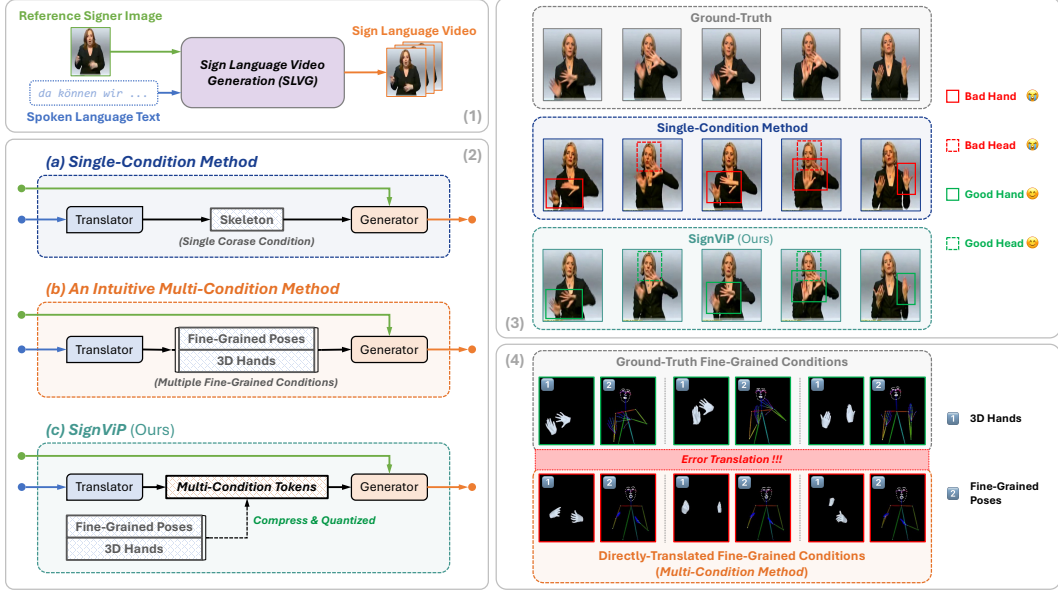 Reference Signer Image
Sign Language Video
Sign Language Video
Generation (SLVG)
da können wir ...
Spoken Language Text
(1)
(2)
(a) Single-Condition Method
Translator
Skeleton
Generator
(Single Corase Condition)
(b) An Intuitive Multi-Condition Method
Translator
Fine-Grained Poses
3D Hands
Generator
(Multiple Fine-Grained Conditions)
(c) SignViP (Ours)
Translator
Multi-Condition Tokens
Generator
Compress & Quantized
Fine-Grained Poses
3D Hands
Ground-Truth
Single-Condition Method
SignViP (Ours)
(3)
Bad Hand
Bad Head
Good Hand
Good Head
(4)
Ground-Truth Fine-Grained Conditions
1 2 1 2 1 2
Error Translation !!!
1 2 1 2 1 2
Directly-Translated Fine-Grained Conditions
(Multi-Condition Method)
1 3D Hands
2 Fine-Grained
Poses